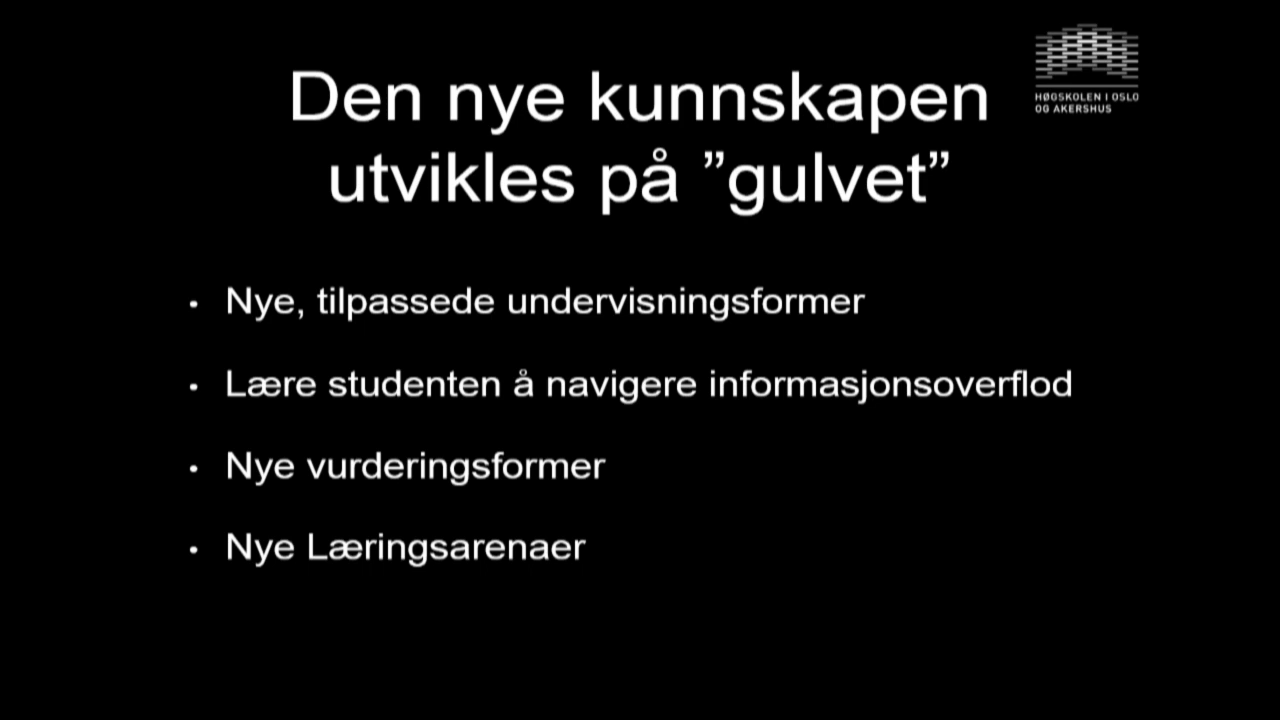 Den nye kunnskapen
utvikles på ”gulvet”
HØGSKOLEN I OSLO
OG AKERSHUS
• Nye, tilpassede undervisningsformer
• Lære studenten å navigere informasjonsoverflod
• Nye vurderingsformer
• Nye Læringsarenaer